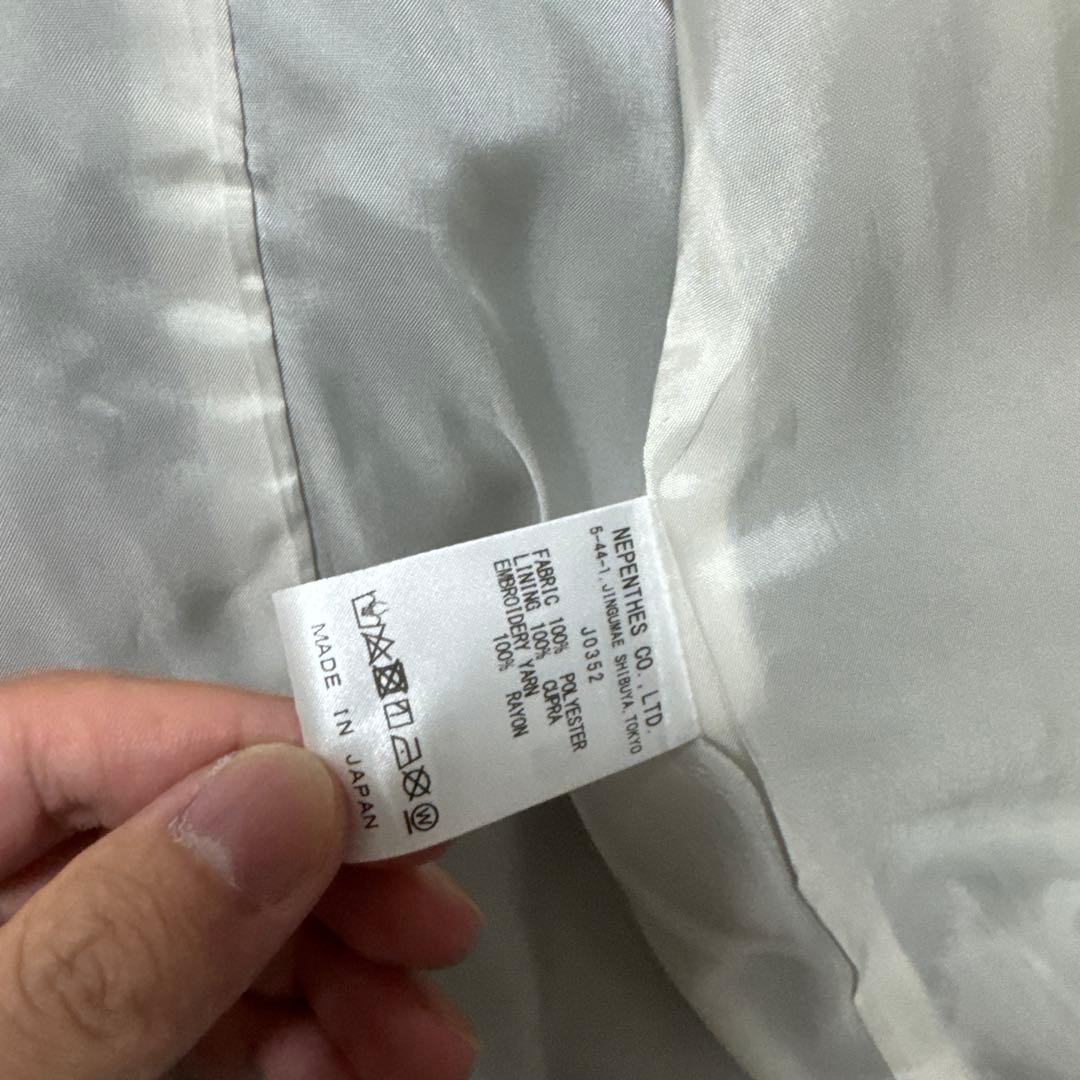 NEPENTHES CO., LTD.
5-44-1, JINGUMAE SHIBUYA, TOKYO
J0352
FABRIC 100% POLYESTER
LINING 100% CUPRA
EMBROIDERY YARN
100% RAYON
W
MADE IN JAPAN